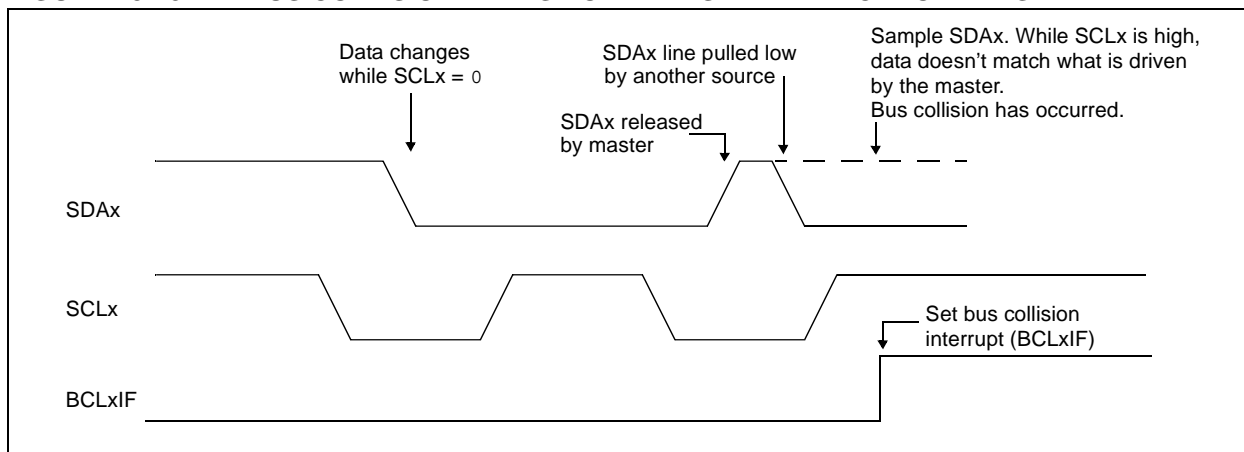 Data changes
while SCLx = 0
SDAx line pulled low
by another source
Sample SDAx. While SCLx is high,
data doesn't match what is driven
by the master.
Bus collision has occurred.
SDAx released
by master
SDAx
SCLx
Set bus collision
interrupt (BCLxIF)
BCLxIF